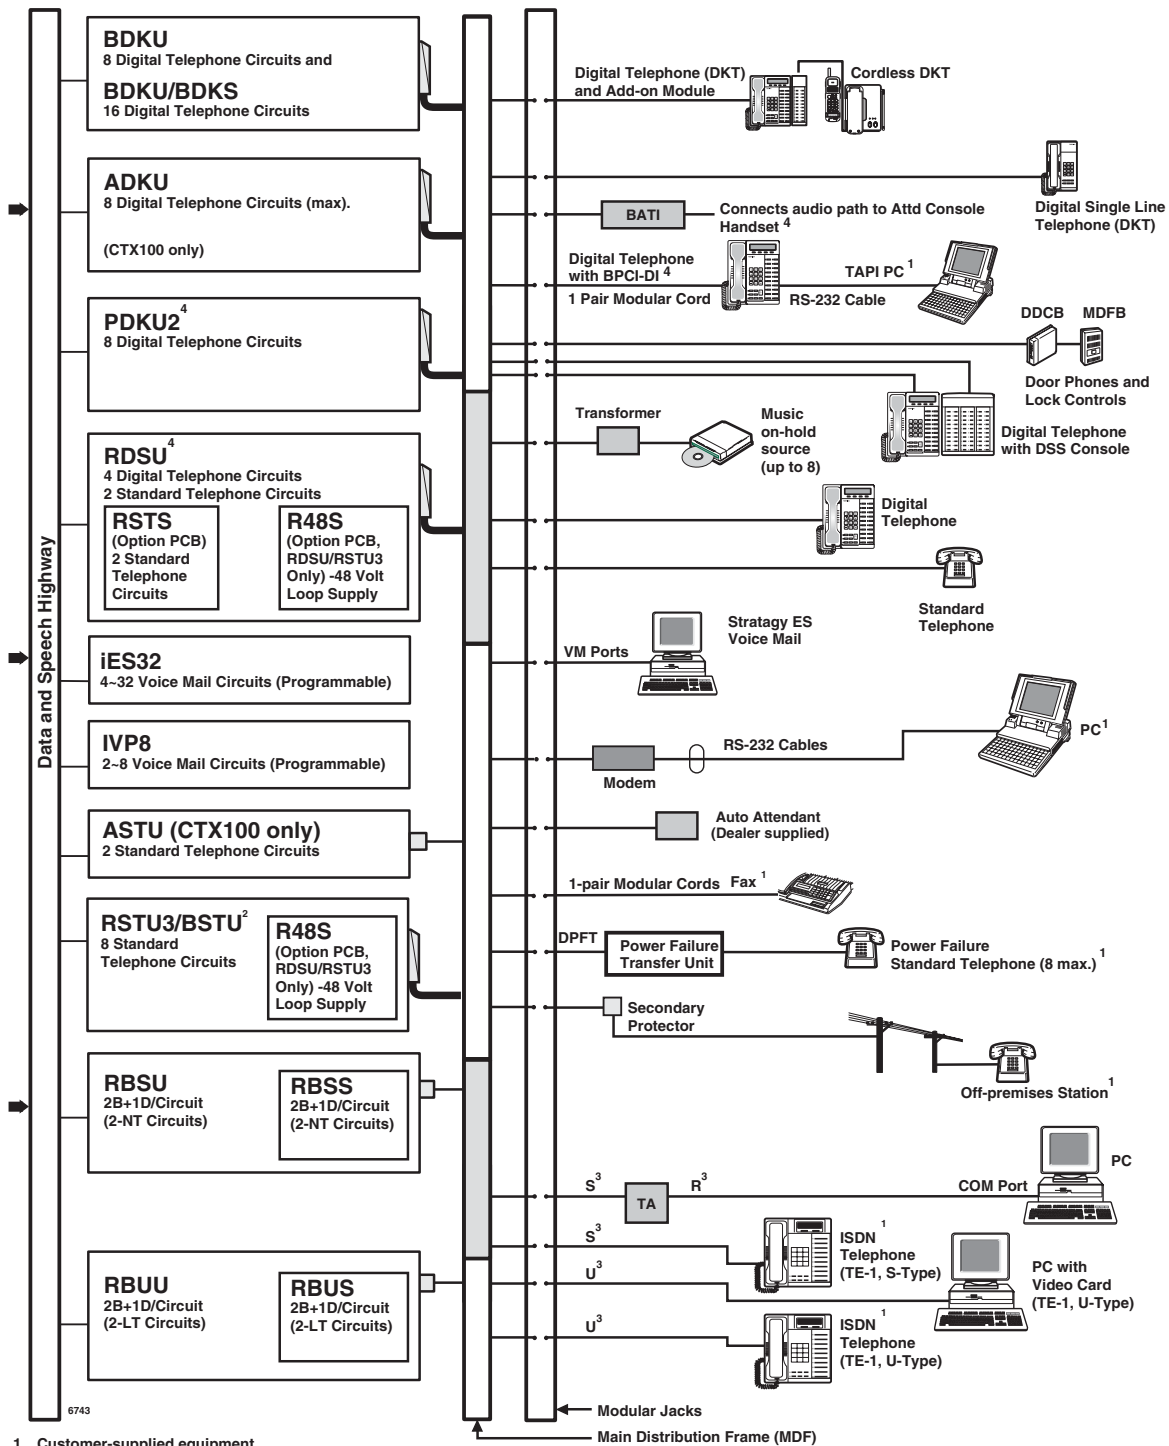 Data and Speech Highway
BDKU
8 Digital Telephone Circuits and
BDKU/BDKS
16 Digital Telephone Circuits
ADKU
8 Digital Telephone Circuits (max).
(CTX100 only)
PDKU2 4
8 Digital Telephone Circuits
RDSU 4
4 Digital Telephone Circuits
2 Standard Telephone Circuits
RSTS
(Option PCB)
2 Standard
Telephone
Circuits
R48S
(Option PCB,
RDSU/RSTU3
Only) -48 Volt
Loop Supply
iES32
4~32 Voice Mail Circuits (Programmable)
IVP8
2~8 Voice Mail Circuits (Programmable)
ASTU (CTX100 only)
2 Standard Telephone Circuits
RSTU3/BSTU 2
8 Standard
Telephone Circuits
R48S
(Option PCB,
RDSU/RSTU3
Only) -48 Volt
Loop Supply
RBSU
2B+1D/Circuit
(2-NT Circuits)
RBSS
2B+1D/Circuit
(2-NT Circuits)
RBUU
2B+1D/Circuit
(2-LT Circuits)
RBUS
2B+1D/Circuit
(2-LT Circuits)
6743
Digital Telephone (DKT)
and Add-on Module
Cordless DKT
Digital Single Line
Telephone (DKT)
BATI
Connects audio path to Attd Console
Handset 4
Digital Telephone
with BPCI-DI 4
1 Pair Modular Cord
RS-232 Cable
TAPI PC 1
DDCB
MDFB
Door Phones and
Lock Controls
Digital Telephone
with DSS Console
Transformer
Music
on-hold
source
(up to 8)
Digital
Telephone
Standard
Telephone
VM Ports
Stratagy ES
Voice Mail
Modem
RS-232 Cables
PC 1
Auto Attendant
(Dealer supplied)
1-pair Modular Cords
Fax 1
DPFT
Power Failure
Transfer Unit
Power Failure
Standard Telephone (8 max.) 1
Secondary
Protector
Off-premises Station 1
S 3
TA
R 3
COM Port
PC
S 3
ISDN 1
Telephone
(TE-1, S-Type)
U 3
PC with
Video Card
(TE-1, U-Type)
U 3
ISDN 1
Telephone
(TE-1, U-Type)
Modular Jacks
Main Distribution Frame (MDF)
1 Customer-supplied equipment